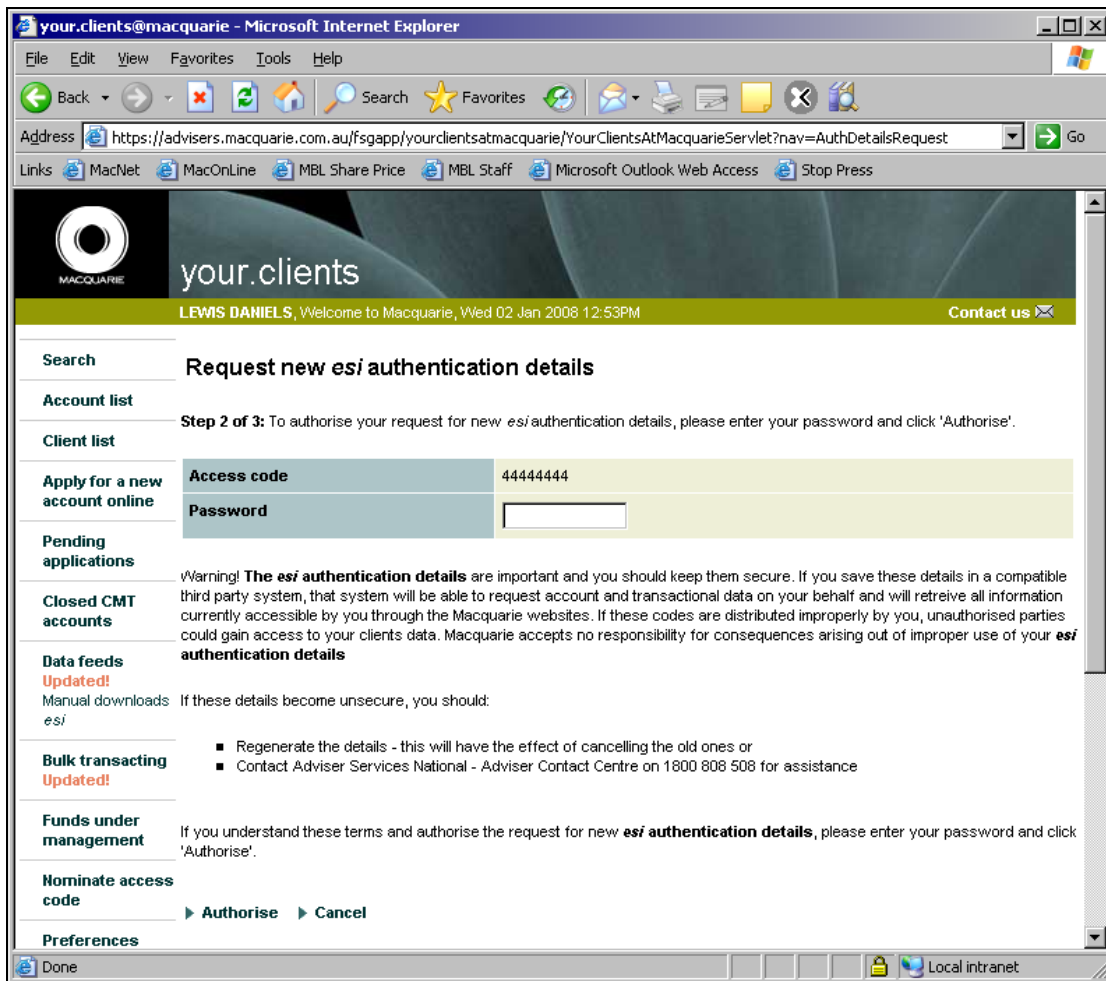 your.clients@macquarie - Microsoft Internet Explorer
File Edit View Favorites Tools Help
Back Search Favorites
Address https://advisers.macquarie.com.au/fsgapp/yourclientsatmacquarie/YourClientsAtMacquarieServlet?nav=AuthDetailsRequest Go
Links MacNet MacOnLine MBL Share Price MBL Staff Microsoft Outlook Web Access Stop Press
MACQUARIE
your.clients
LEWIS DANIELS, Welcome to Macquarie, Wed 02 Jan 2008 12:53PM Contact us
Search
Account list
Client list
Apply for a new
account online
Pending
applications
Closed CMT
accounts
Data feeds
Updated!
Manual downloads
esi
Bulk transacting
Updated!
Funds under
management
Nominate access
code
Preferences
Request new esi authentication details
Step 2 of 3: To authorise your request for new esi authentication details, please enter your password and click 'Authorise'.
Access code 44444444
Password
Warning! The esi authentication details are important and you should keep them secure. If you save these details in a compatible
third party system, that system will be able to request account and transactional data on your behalf and will retreive all information
currently accessible by you through the Macquarie websites. If these codes are distributed improperly by you, unauthorised parties
could gain access to your clients data. Macquarie accepts no responsibility for consequences arising out of improper use of your esi
authentication details
If these details become unsecure, you should:
Regenerate the details - this will have the effect of cancelling the old ones or
Contact Adviser Services National - Adviser Contact Centre on 1800 808 508 for assistance
If you understand these terms and authorise the request for new esi authentication details, please enter your password and click
'Authorise'.
Authorise Cancel
Done Local intranet